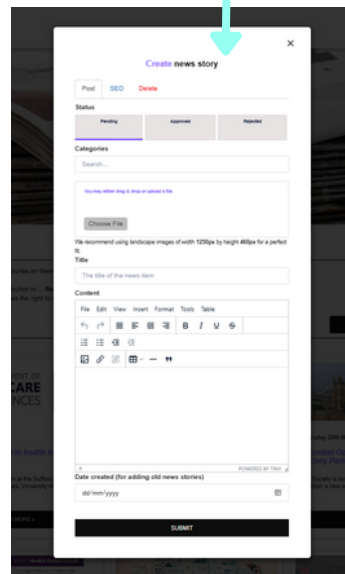 Create news story
Post SEO Delete
Status
Pending Approved Rejected
Categories
Search...
You may either drag & drop or upload a file.
Choose File
We recommend using landscape images of width 1250px by height 460px for a perfect
fit.
Title
The title of the news item
Content
File Edit View Insert Format Tools Table
B I U S
P POWERED BY TINY
Date created (for adding old news stories)
dd/mm/yyyy
SUBMIT
CARE